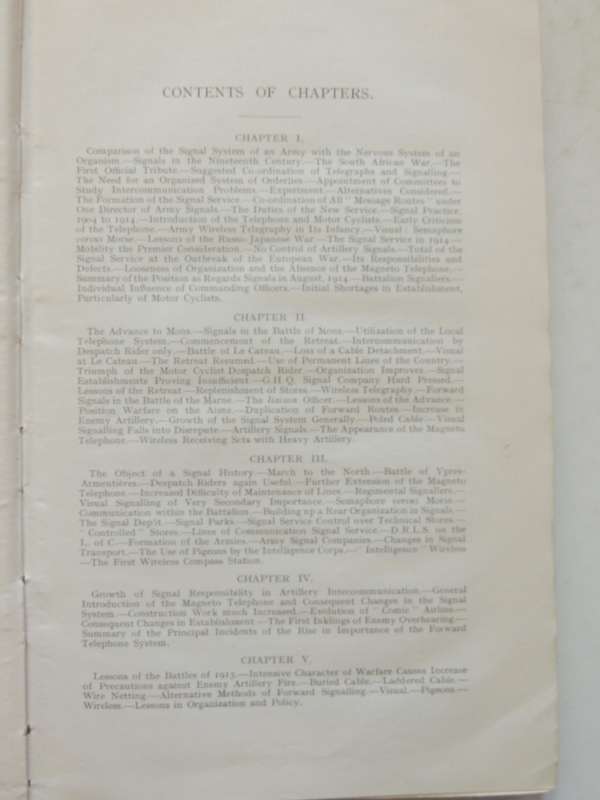 CONTENTS OF CHAPTERS.
CHAPTER I.
Comparison of the Signal System of an Army with the Nervous System of an
Organism.—Signals in the Nineteenth Century.—The South African War.—The
First Official Tribute.—Suggested Co-ordination of Telegraphs and Signalling.—
The Need for an Organised System of Orderlies.—Appointment of Committees to
Study Intercommunication Problems.—Experiment.—Alternatives Considered.—
The Formation of the Signal Service.—Co-ordination of All "Message Routes" under
One Director of Army Signals.—The Duties of the New Service.—Signal Practice,
1904 to 1914.—Introduction of the Telephone and Motor Cyclists.—Early Criticism
of the Telephone.—Army Wireless Telegraphy in Its Infancy.—Visual: Semaphore
versus Morse.—Lessons of the Russo-Japanese War.—The Signal Service in 1914.—
Mobility the Premier Consideration.—No Control of Artillery Signals.—Total of the
Signal Service at the Outbreak of the European War.—Its Responsibilities and
Defects.—Looseness of Organization and the Absence of the Magneto Telephone.—
Summary of the Position as Regards Signals in August, 1914.—Battalion Signallers.—
Individual Influence of Commanding Officers.—Initial Shortages in Establishment,
Particularly of Motor Cyclists.
CHAPTER II.
The Advance to Mons.—Signals in the Battle of Mons.—Utilization of the Local
Telephone System.—Commencement of the Retreat.—Intercommunication by
Despatch Rider only.—Battle of Le Cateau.—Loss of a Cable Detachment.—Visual
at Le Cateau.—The Retreat Resumed.—Use of Permanent Lines of the Country.—
Triumph of the Motor Cyclist Despatch Rider.—Organization Improves.—Signal
Establishments Proving Insufficient.—G.H.Q. Signal Company Hard Pressed.—
Lessons of the Retreat.—Replenishment of Stores.—Wireless Telegraphy.—Forward
Signals in the Battle of the Marne.—The Liaison Officer.—Lessons of the Advance.—
Position Warfare on the Aisne.—Duplication of Forward Routes.—Increase in
Enemy Artillery.—Growth of the Signal System Generally.—Poled Cable.—Visual
Signalling Falls into Disrepute.—Artillery Signals.—The Appearance of the Magneto
Telephone.—Wireless Receiving Sets with Heavy Artillery.
CHAPTER III.
The Object of a Signal History.—March to the North.—Battle of Ypres-
Armentières.—Despatch Riders again Useful.—Further Extension of the Magneto
Telephone.—Increased Difficulty of Maintenance of Lines.—Regimental Signallers.—
Visual Signalling of Very Secondary Importance.—Semaphore versus Morse.—
Communication within the Battalion.—Building up a Rear Organization in Signals.—
The Signal Depôt.—Signal Parks.—Signal Service Control over Technical Stores.—
"Controlled" Stores.—Lines of Communication Signal Service.—D.R.L.S. on the
L. of C.—Formation of the Armies.—Army Signal Companies.—Changes in Signal
Transport.—The Use of Pigeons by the Intelligence Corps.—"Intelligence" Wireless
—The First Wireless Compass Station.
CHAPTER IV.
Growth of Signal Responsibility in Artillery Intercommunication.—General
Introduction of the Magneto Telephone and Consequent Changes in the Signal
System.—Construction Work much Increased.—Evolution of "Comic" Airline.—
Consequent Changes in Establishment.—The First Inklings of Enemy Overhearing.—
Summary of the Principal Incidents of the Rise in Importance of the Forward
Telephone System.
CHAPTER V.
Lessons of the Battles of 1915.—Intensive Character of Warfare Causes Increase
of Precautions against Enemy Artillery Fire.—Buried Cable.—Laddered Cable.—
Wire Netting.—Alternative Methods of Forward Signalling.—Visual.—Pigeons.—
Wireless.—Lessons in Organization and Policy.